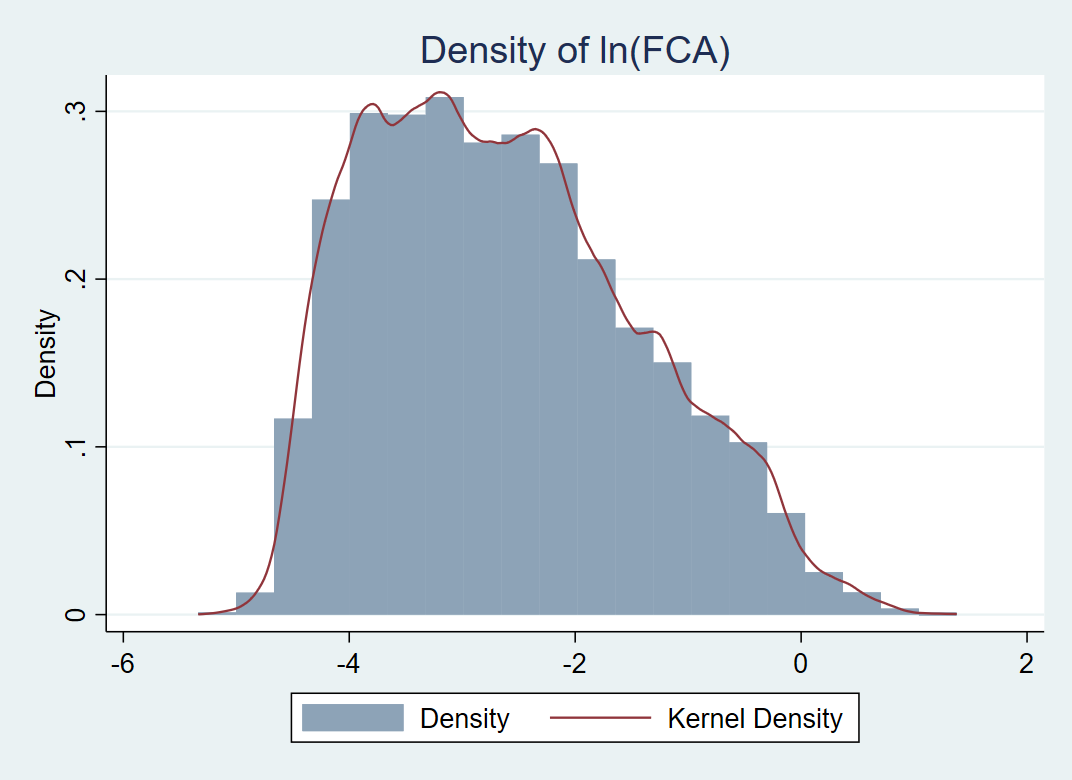 Density of ln(FCA)
Density
.3
.2
.1
0
-6 -4 -2 0 2
Density Kernel Density